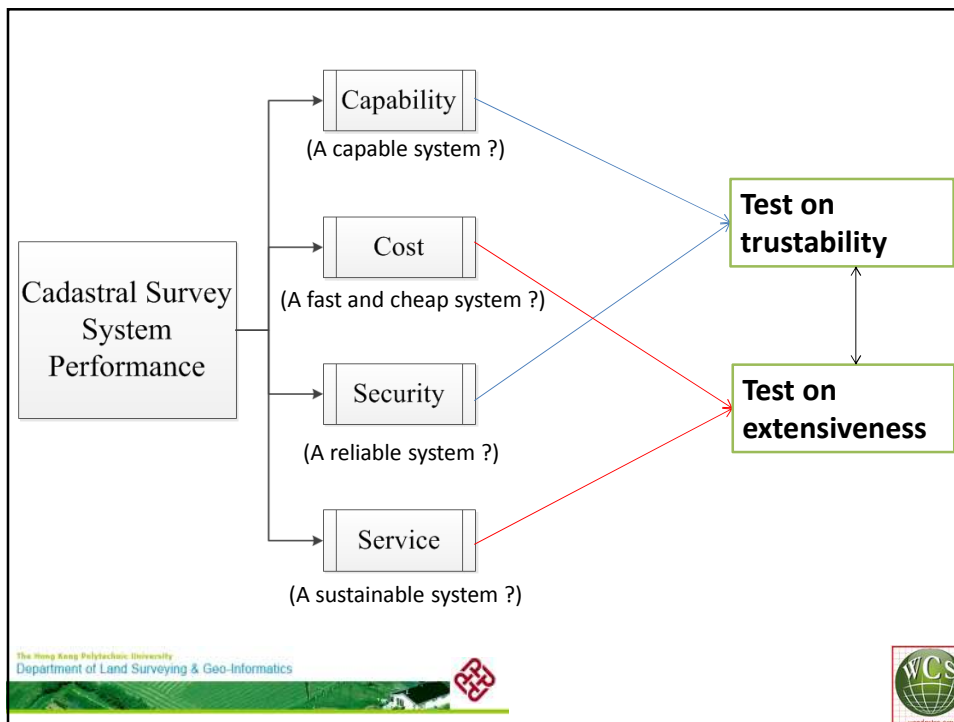 Capability
(A capable system ?)
Cost
(A fast and cheap system ?)
Cadastral Survey
System
Performance
Security
(A reliable system ?)
Service
(A sustainable system ?)
Test on
trustability
Test on
extensiveness
The Hong Kong Polytechnic University
Department of Land Surveying & Geo-Informatics
WCS